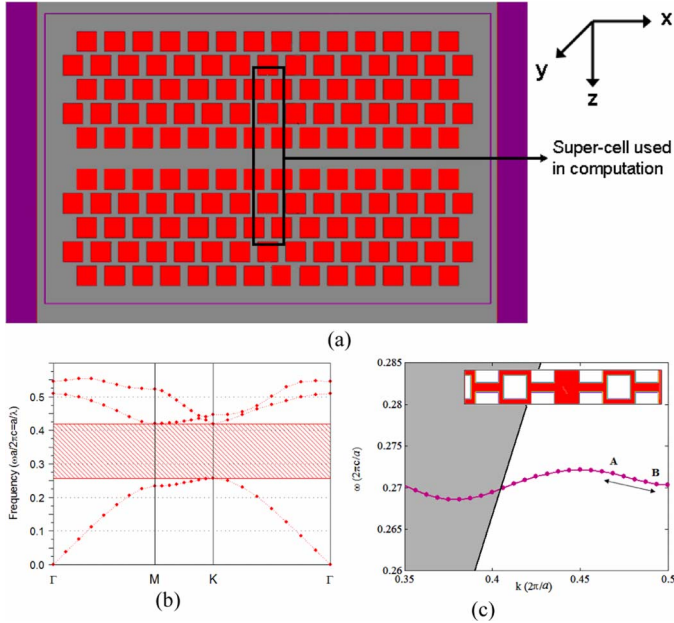 x
y
z
Super-cell used
in computation
(a)
Frequency (ωa/2πc=a/λ)
0.5
0.4
0.3
0.2
0.1
0.0
Γ M K Γ
(b)
ω (2πc/a)
0.285
0.28
0.275
0.27
0.265
0.26
A
B
0.35 0.4 0.45 0.5
k (2π/a)
(c)